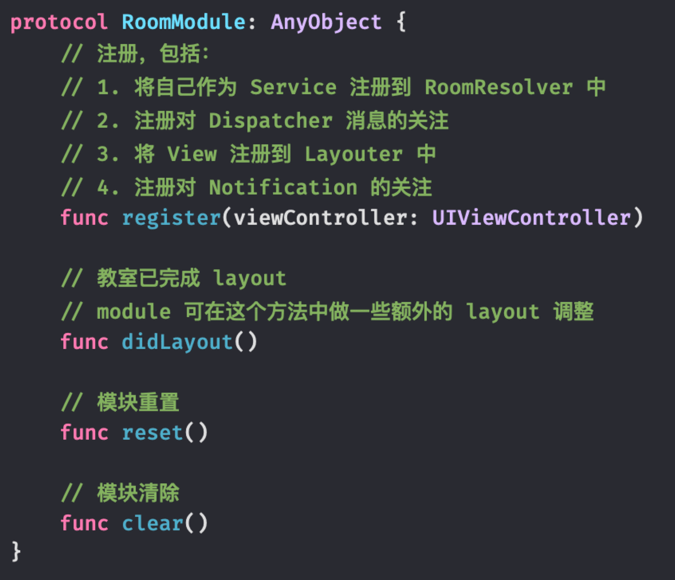 protocol RoomModule: AnyObject {
// 注册，包括：
// 1. 将自己作为 Service 注册到 RoomResolver 中
// 2. 注册对 Dispatcher 消息的关注
// 3. 将 View 注册到 Layouter 中
// 4. 注册对 Notification 的关注
func register(viewController: UIViewController)
// 教室已完成 layout
// module 可在这个方法中做一些额外的 layout 调整
func didLayout()
// 模块重置
func reset()
// 模块清除
func clear()
}